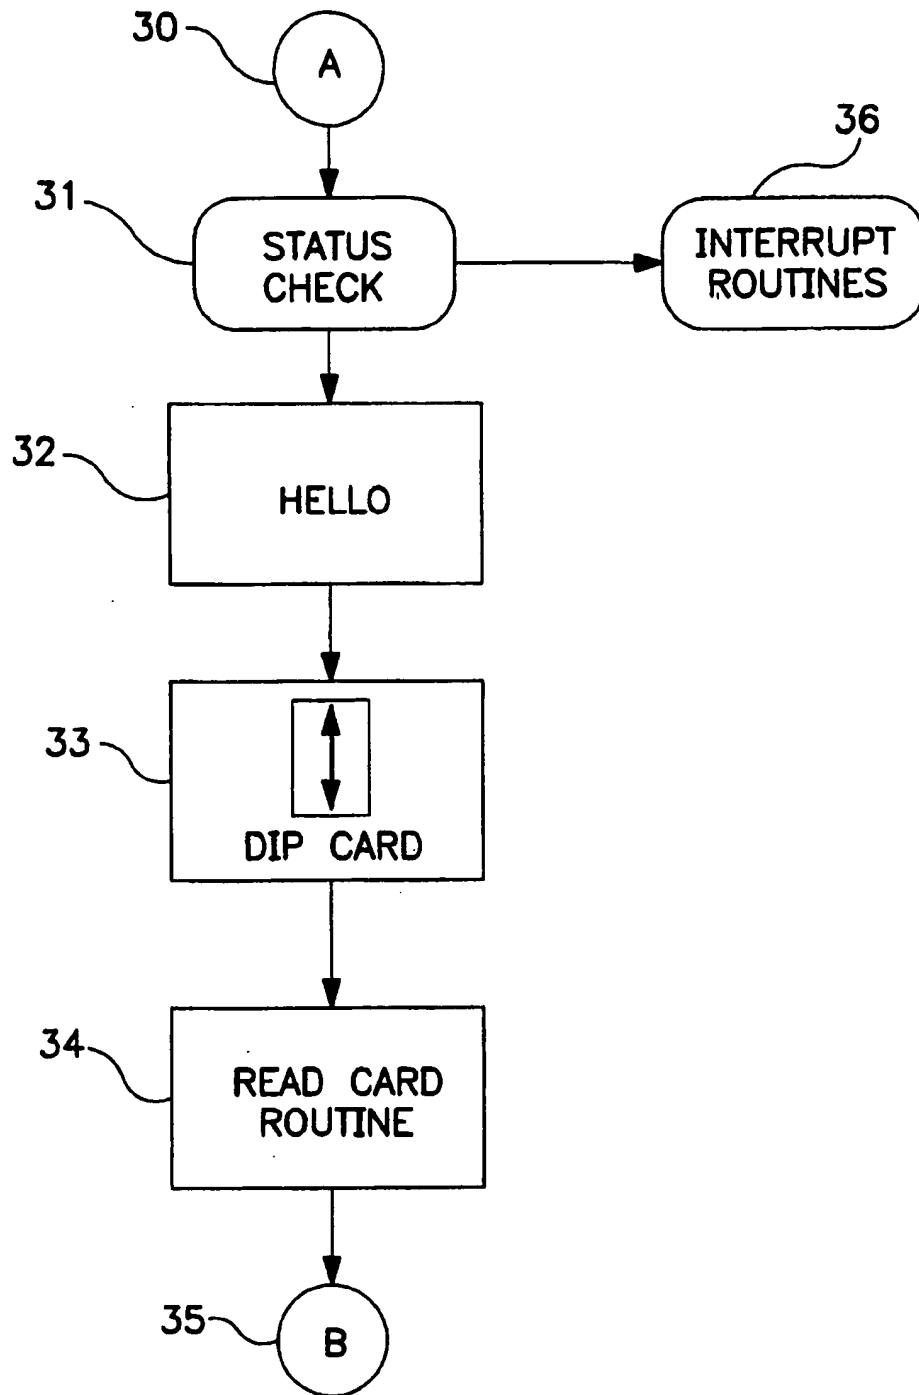 30
A
36
31
STATUS
CHECK
INTERRUPT
ROUTINES
32
HELLO
33
DIP CARD
34
READ CARD
ROUTINE
35
B